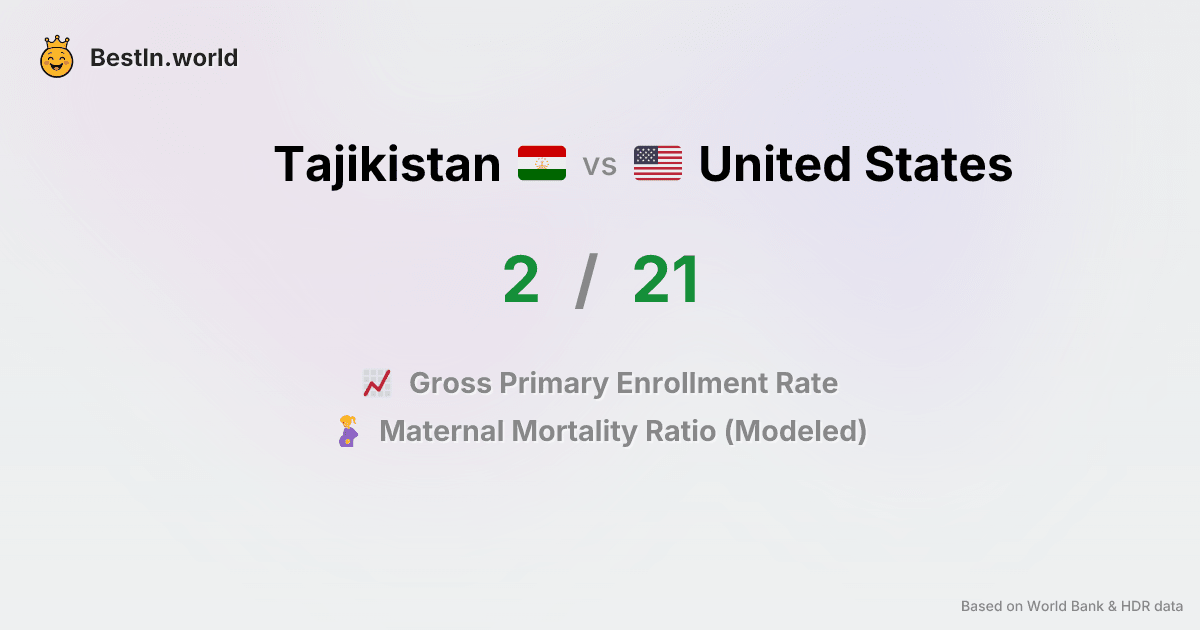 BestIn.world
Tajikistan vs United States
2 / 21
Gross Primary Enrollment Rate
Maternal Mortality Ratio (Modeled)
Based on World Bank & HDR data